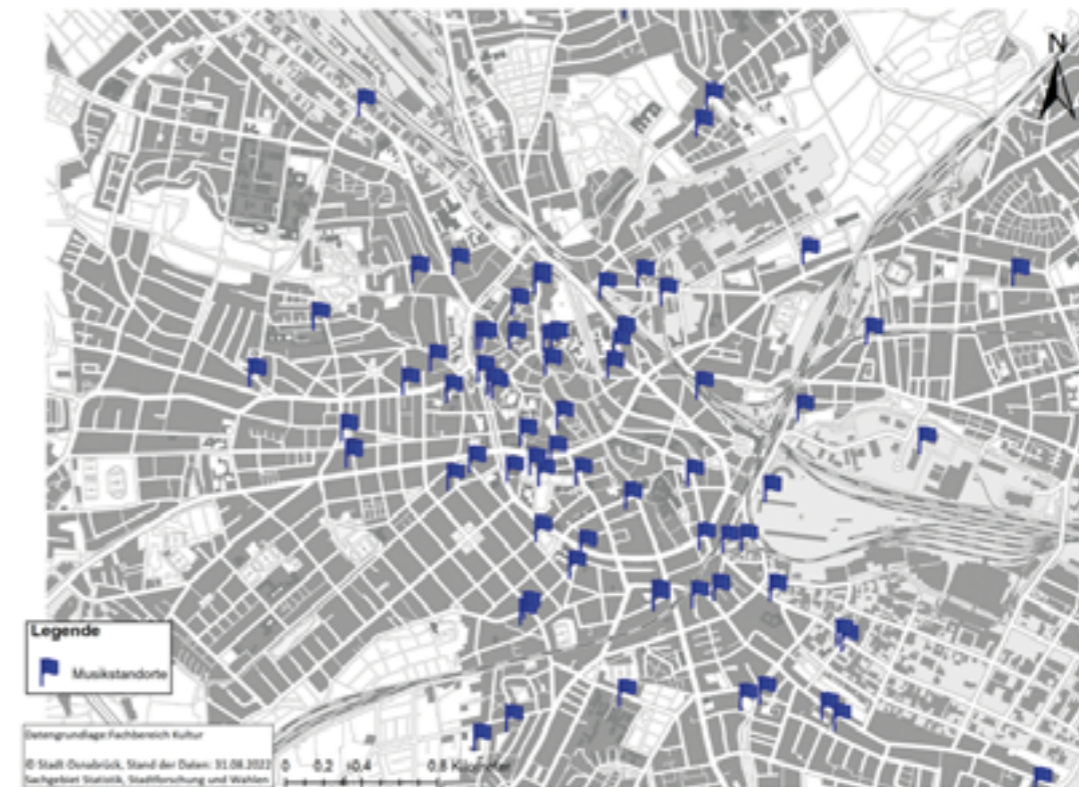 N
Legende
Musikstandorte
Datengrundlage:Fachbereich Kultur
© Stadt Osnabrück, Stand der Daten: 31.08.2022
Sachgebiet Statistik, Stadtforschung und Wahlen
0 0,2 0,4 0,8 Kilometer